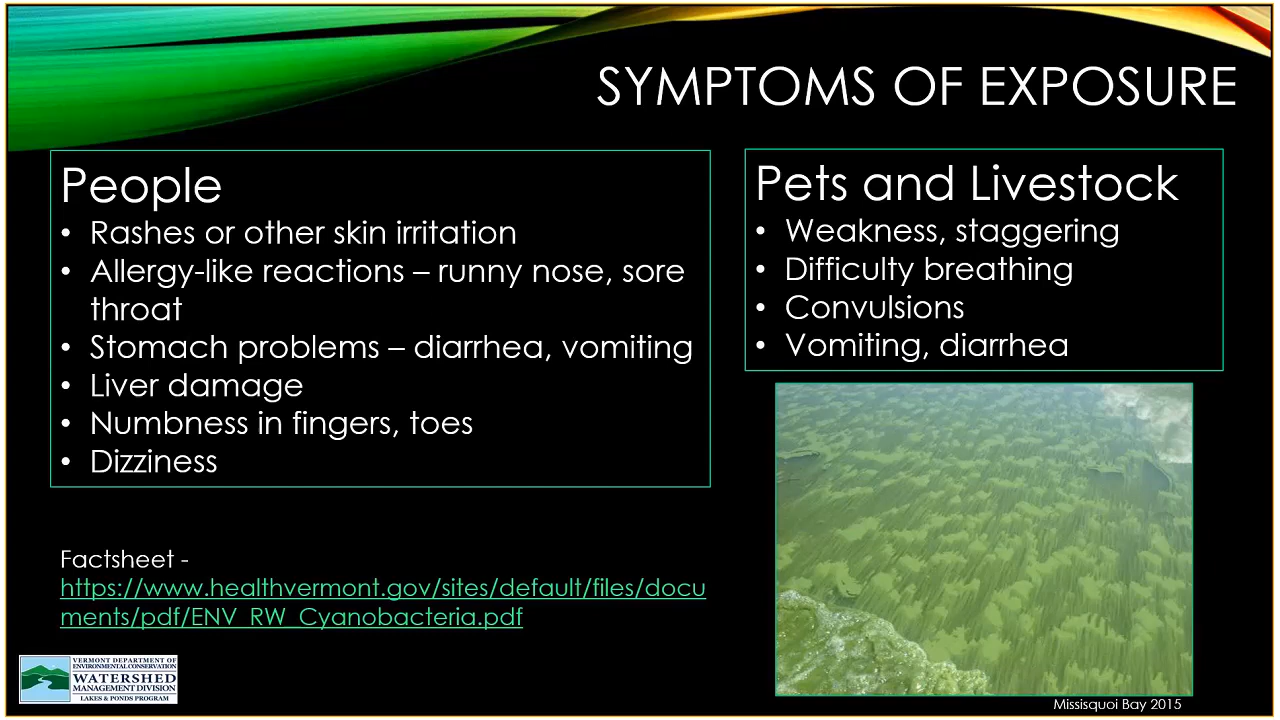 SYMPTOMS OF EXPOSURE
People
• Rashes or other skin irritation
• Allergy-like reactions – runny nose, sore
throat
• Stomach problems – diarrhea, vomiting
• Liver damage
• Numbness in fingers, toes
• Dizziness
Pets and Livestock
• Weakness, staggering
• Difficulty breathing
• Convulsions
• Vomiting, diarrhea
Factsheet -
https://www.healthvermont.gov/sites/default/files/docu
ments/pdf/ENV_RW_Cyanobacteria.pdf
VERMONT DEPARTMENT OF
ENVIRONMENTAL CONSERVATION
WATERSHED
MANAGEMENT DIVISION
LAKES & PONDS PROGRAM
Missisquoi Bay 2015